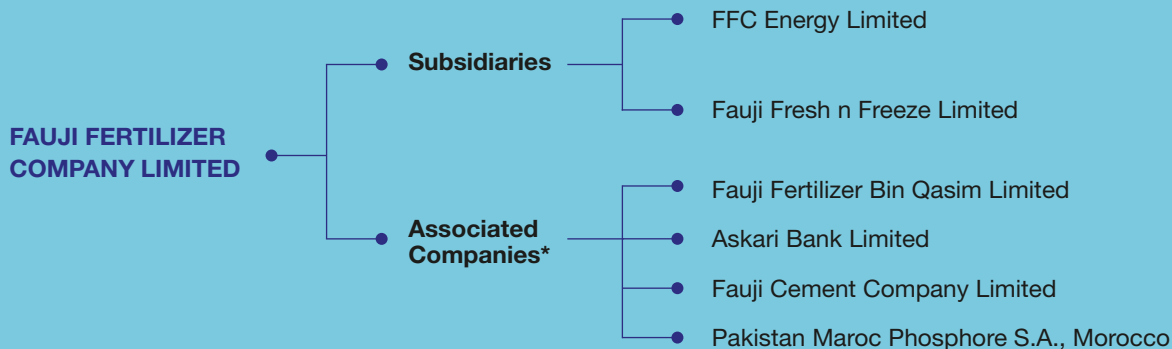 FAUJI FERTILIZER
COMPANY LIMITED
Subsidiaries
FFC Energy Limited
Fauji Fresh n Freeze Limited
Associated
Companies*
Fauji Fertilizer Bin Qasim Limited
Askari Bank Limited
Fauji Cement Company Limited
Pakistan Maroc Phosphore S.A., Morocco